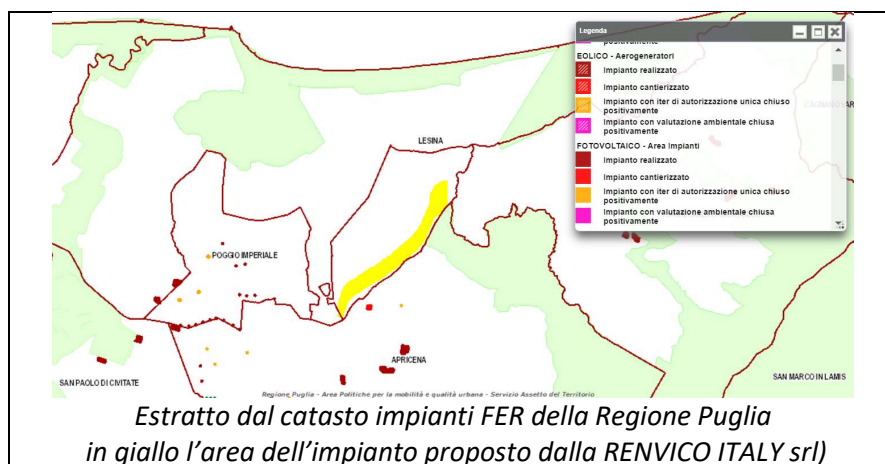 Legenda
positivamente
EOLICO - Aerogeneratori
Impianto realizzato
Impianto cantierizzato
Impianto con iter di autorizzazione unica chiuso
positivamente
Impianto con valutazione ambientale chiusa
positivamente
FOTOVOLTAICO - Area Impianti
Impianto realizzato
Impianto cantierizzato
Impianto con iter di autorizzazione unica chiuso
positivamente
Impianto con valutazione ambientale chiusa
positivamente
LESINA
POGGIO IMPERIALE
APRICENA
SAN PAOLO DI CIVITATE
SAN MARCO IN LAMIS
Regione Puglia - Area Politiche per la mobilità e qualità urbana - Servizio Assetto del Territorio
Estratto dal catasto impianti FER della Regione Puglia
in giallo l’area dell’impianto proposto dalla RENVICO ITALY srl)